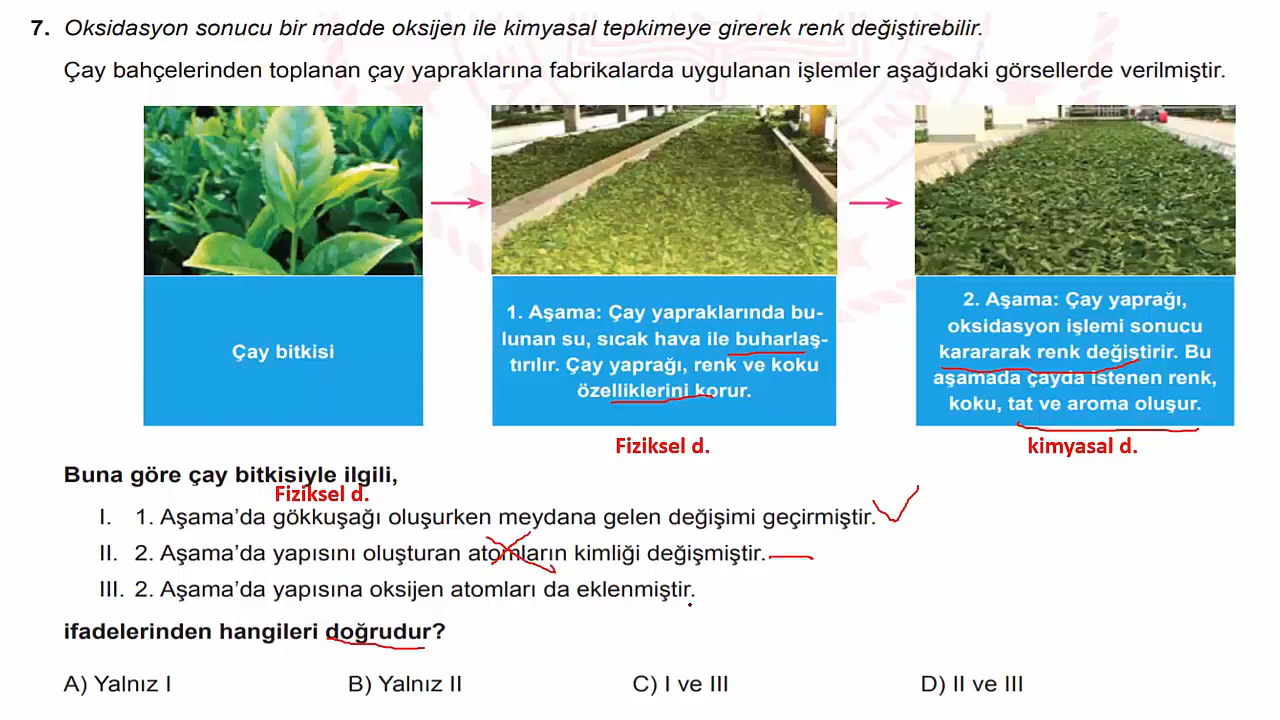 7. Oksidasyon sonucu bir madde oksijen ile kimyasal tepkimeye girerek renk değiştirebilir.
Çay bahçelerinden toplanan çay yapraklarına fabrikalarda uygulanan işlemler aşağıdaki görsellerde verilmiştir.
Çay bitkisi
1. Aşama: Çay yapraklarında bu-
lunan su, sıcak hava ile buharlaş-
tırılır. Çay yaprağı, renk ve koku
özelliklerini korur.
2. Aşama: Çay yaprağı,
oksidasyon işlemi sonucu
kararark renk değiştirir. Bu
aşamada çayda istenen renk,
koku, tat ve aroma oluşur.
Fiziksel d.
kimyasal d.
Buna göre çay bitkisiyle ilgili,
Fiziksel d.
I. 1. Aşama'da gökkuşağı oluşurken meydana gelen değişimi geçirmiştir.
II. 2. Aşama'da yapısını oluşturan atomların kimliği değişmiştir.
III. 2. Aşama'da yapısına oksijen atomları da eklenmiştir.
ifadelerinden hangileri doğrudur?
A) Yalnız I B) Yalnız II C) I ve III D) II ve III